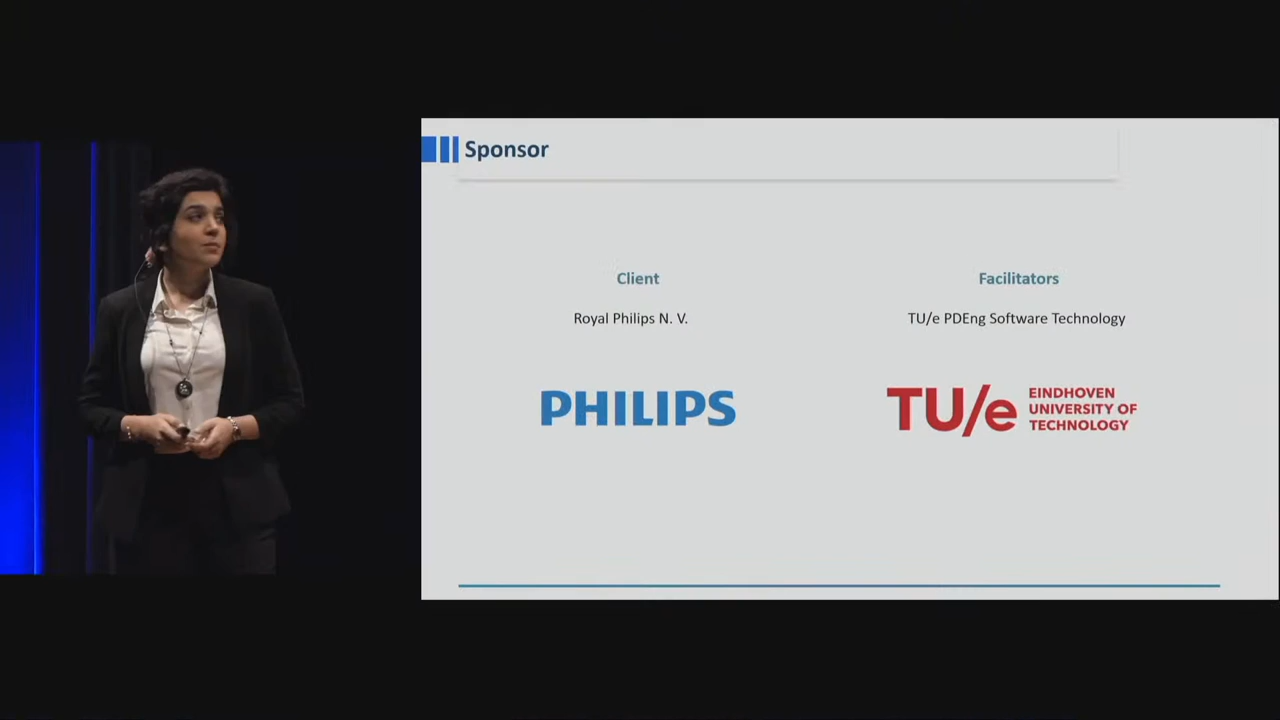 Sponsor
Client
Royal Philips N. V.
PHILIPS
Facilitators
TU/e PDEng Software Technology
TU/e
EINDHOVEN
UNIVERSITY OF
TECHNOLOGY